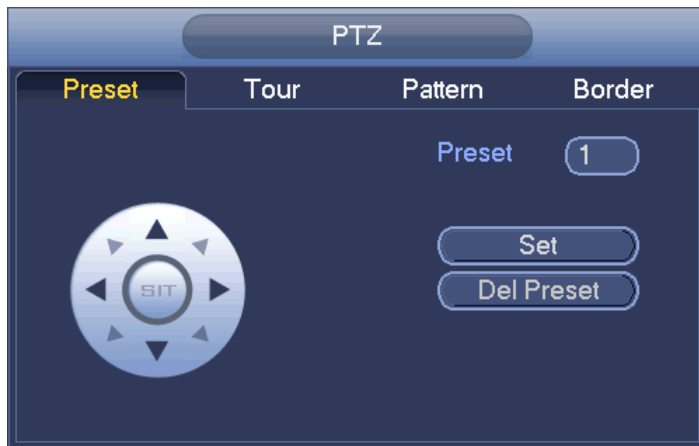 PTZ
Preset Tour Pattern Border
Preset 1
SIT
Set
Del Preset